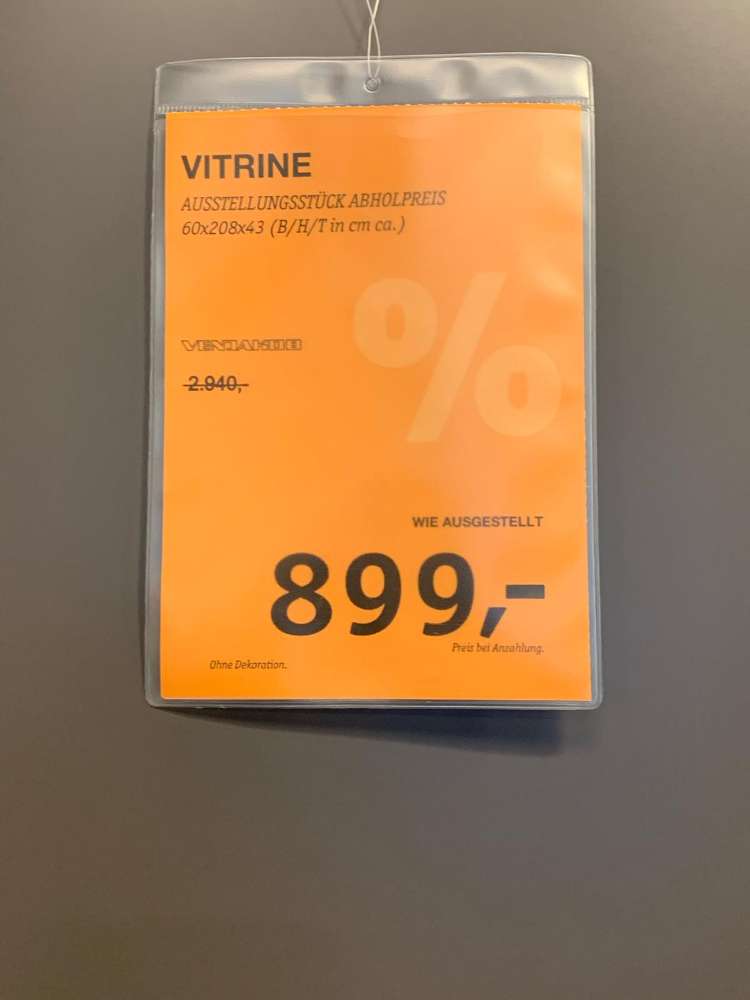 VITRINE
AUSSTELLUNGSSTÜCK ABHOLPREIS
60x208x43 (B/H/T in cm ca.)
%
VENJAKOB
2.940,-
WIE AUSGESTELLT
899,-
Preis bei Anzahlung.
Ohne Dekoration.